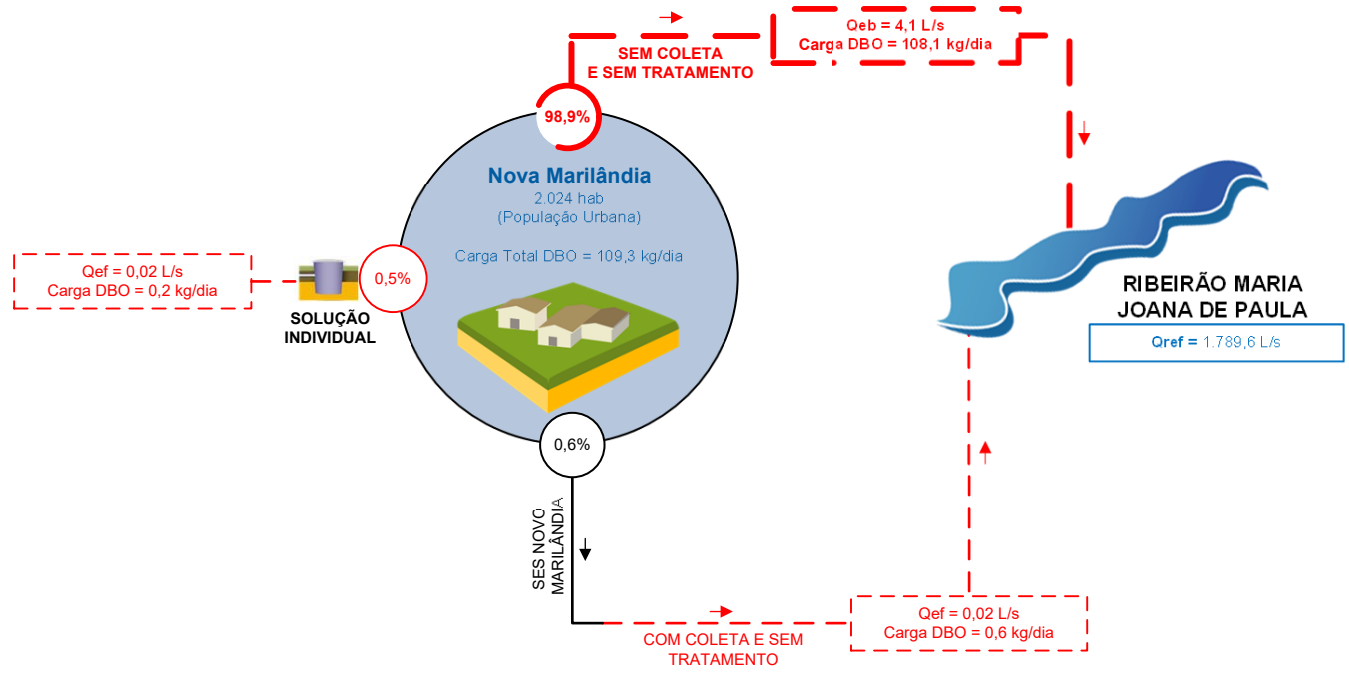 Qeb = 4,1 L/s
Carga DBO = 108,1 kg/dia
SEM COLETA
E SEM TRATAMENTO
98,9%
Nova Marilândia
2.024 hab
(População Urbana)
Carga Total DBO = 109,3 kg/dia
Qef = 0,02 L/s
Carga DBO = 0,2 kg/dia
0,5%
SOLUÇÃO
INDIVIDUAL
RIBEIRÃO MARIA
JOANA DE PAULA
Qref = 1.789,6 L/s
0,6%
SES NOVO
MARILÂNDIA
Qef = 0,02 L/s
Carga DBO = 0,6 kg/dia
COM COLETA E SEM
TRATAMENTO